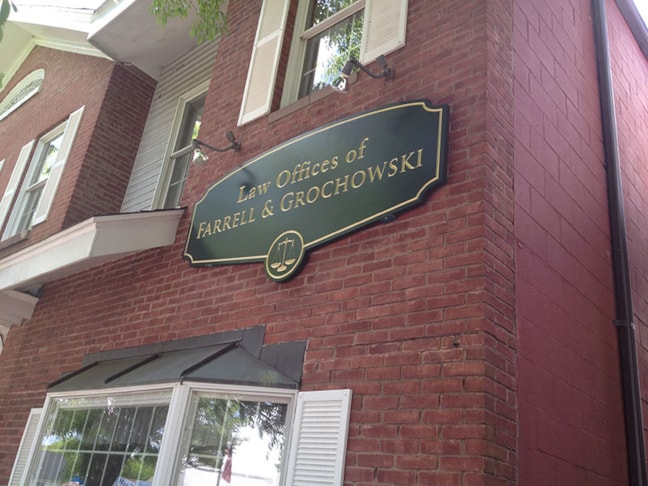 Law Offices of
FARRELL & GROCHOWSKI